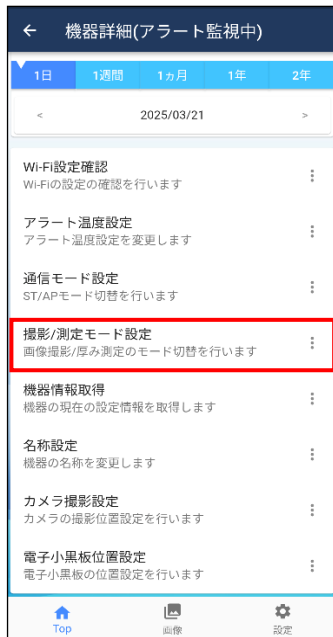 ← 機器詳細(アラート監視中)
1日 1週間 1ヵ月 1年 2年
< 2025/03/21 >
Wi-Fi設定確認
Wi-Fiの設定の確認を行います
アラート温度設定
アラート温度設定を変更します
通信モード設定
ST/APモード切替を行います
撮影/測定モード設定
画像撮影/厚み測定のモード切替を行います
機器情報取得
機器の現在の設定情報を取得します
名称設定
機器の名称を変更します
カメラ撮影設定
カメラの撮影位置設定を行います
電子小黒板位置設定
電子小黒板の位置設定を行います
Top 画像 設定